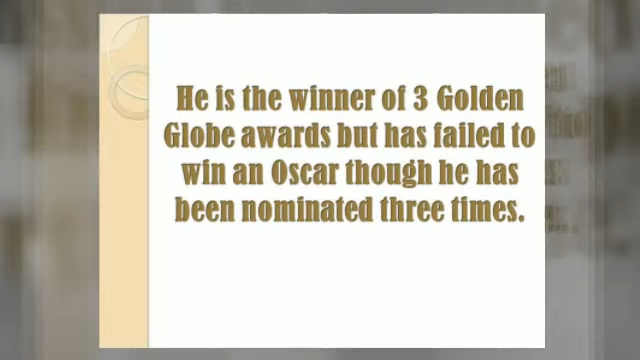 He is the winner of 3 Golden
Globe awards but has failed to
win an Oscar though he has
been nominated three times.